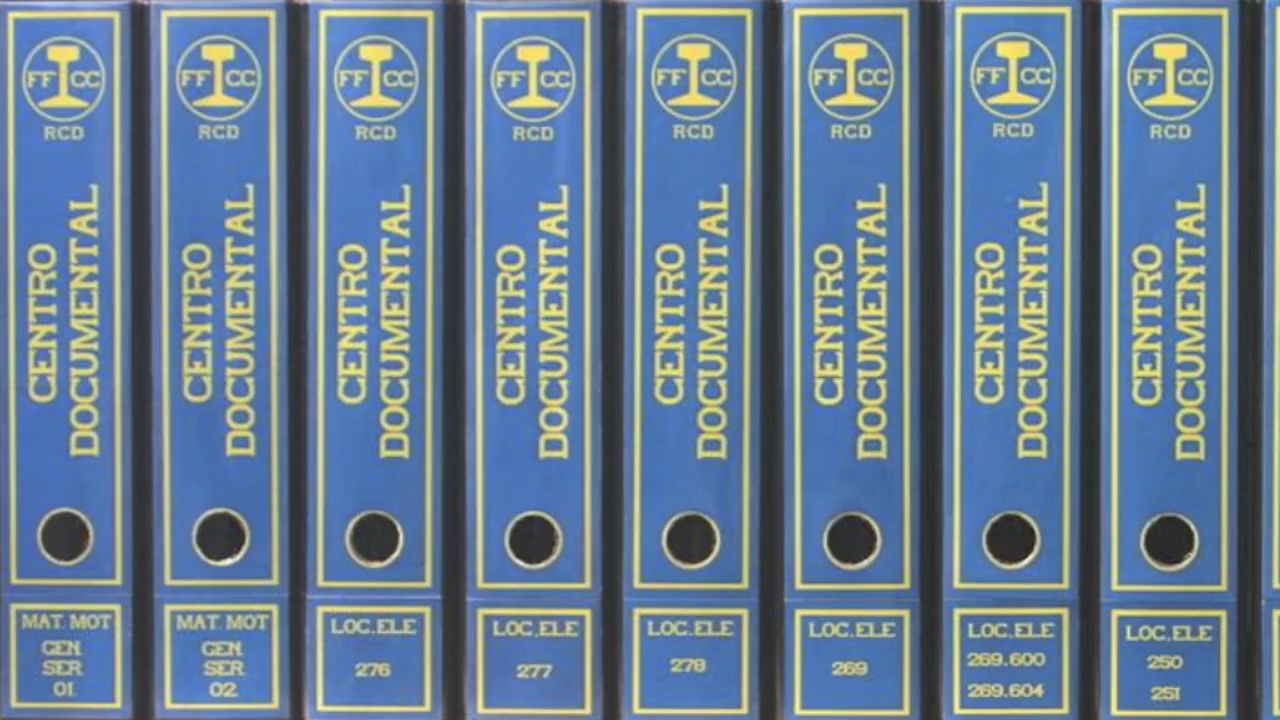 FF CC
RCD
CENTRO
DOCUMENTAL
MAT. MOT
GEN.
SER.
01.
FF CC
RCD
CENTRO
DOCUMENTAL
MAT. MOT
GEN.
SER.
02.
FF CC
RCD
CENTRO
DOCUMENTAL
LOC.ELE
276
FF CC
RCD
CENTRO
DOCUMENTAL
LOC.ELE
277
FF CC
RCD
CENTRO
DOCUMENTAL
LOC.ELE
278
FF CC
RCD
CENTRO
DOCUMENTAL
LOC.ELE
269
FF CC
RCD
CENTRO
DOCUMENTAL
LOC.ELE
269.600
269.604
FF CC
RCD
CENTRO
DOCUMENTAL
LOC.ELE
250
251